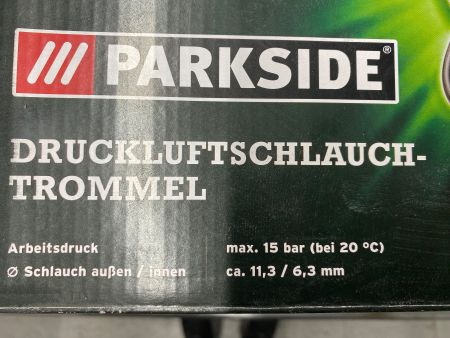 /// PARKSIDE®
DRUCKLUFTSCHLAUCH-
TROMMEL
Arbeitsdruck max. 15 bar (bei 20 °C)
Ø Schlauch außen / innen ca. 11,3 / 6,3 mm